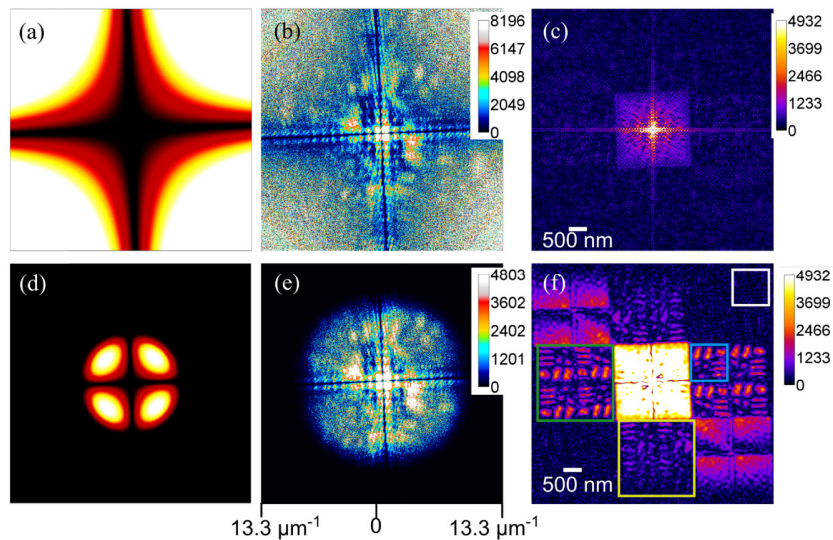 (a)
(b)
8196
6147
4098
2049
0
(c)
4932
3699
2466
1233
0
500 nm
(d)
(e)
4803
3602
2402
1201
0
(f)
4932
3699
2466
1233
0
500 nm
13.3 μm⁻¹ 0 13.3 μm⁻¹